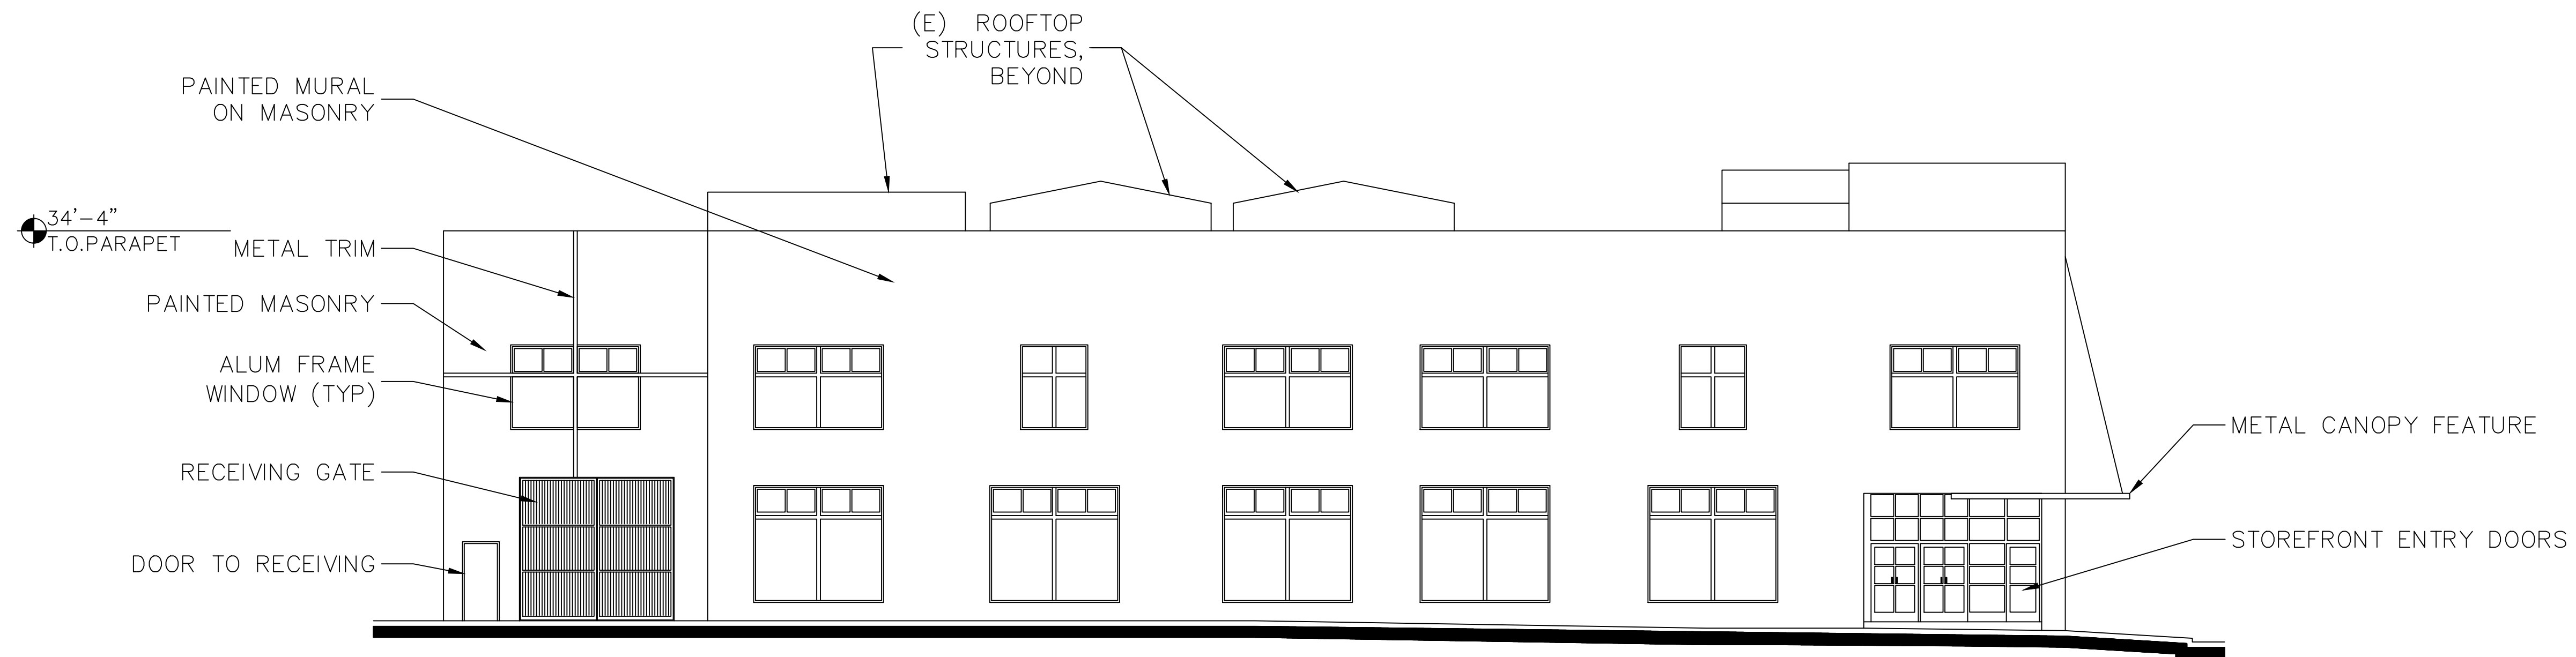 (E) ROOFTOP
STRUCTURES,
BEYOND
PAINTED MURAL
ON MASONRY
34'-4"
T.O.PARAPET
METAL TRIM
PAINTED MASONRY
ALUM FRAME
WINDOW (TYP)
RECEIVING GATE
DOOR TO RECEIVING
METAL CANOPY FEATURE
STOREFRONT ENTRY DOORS